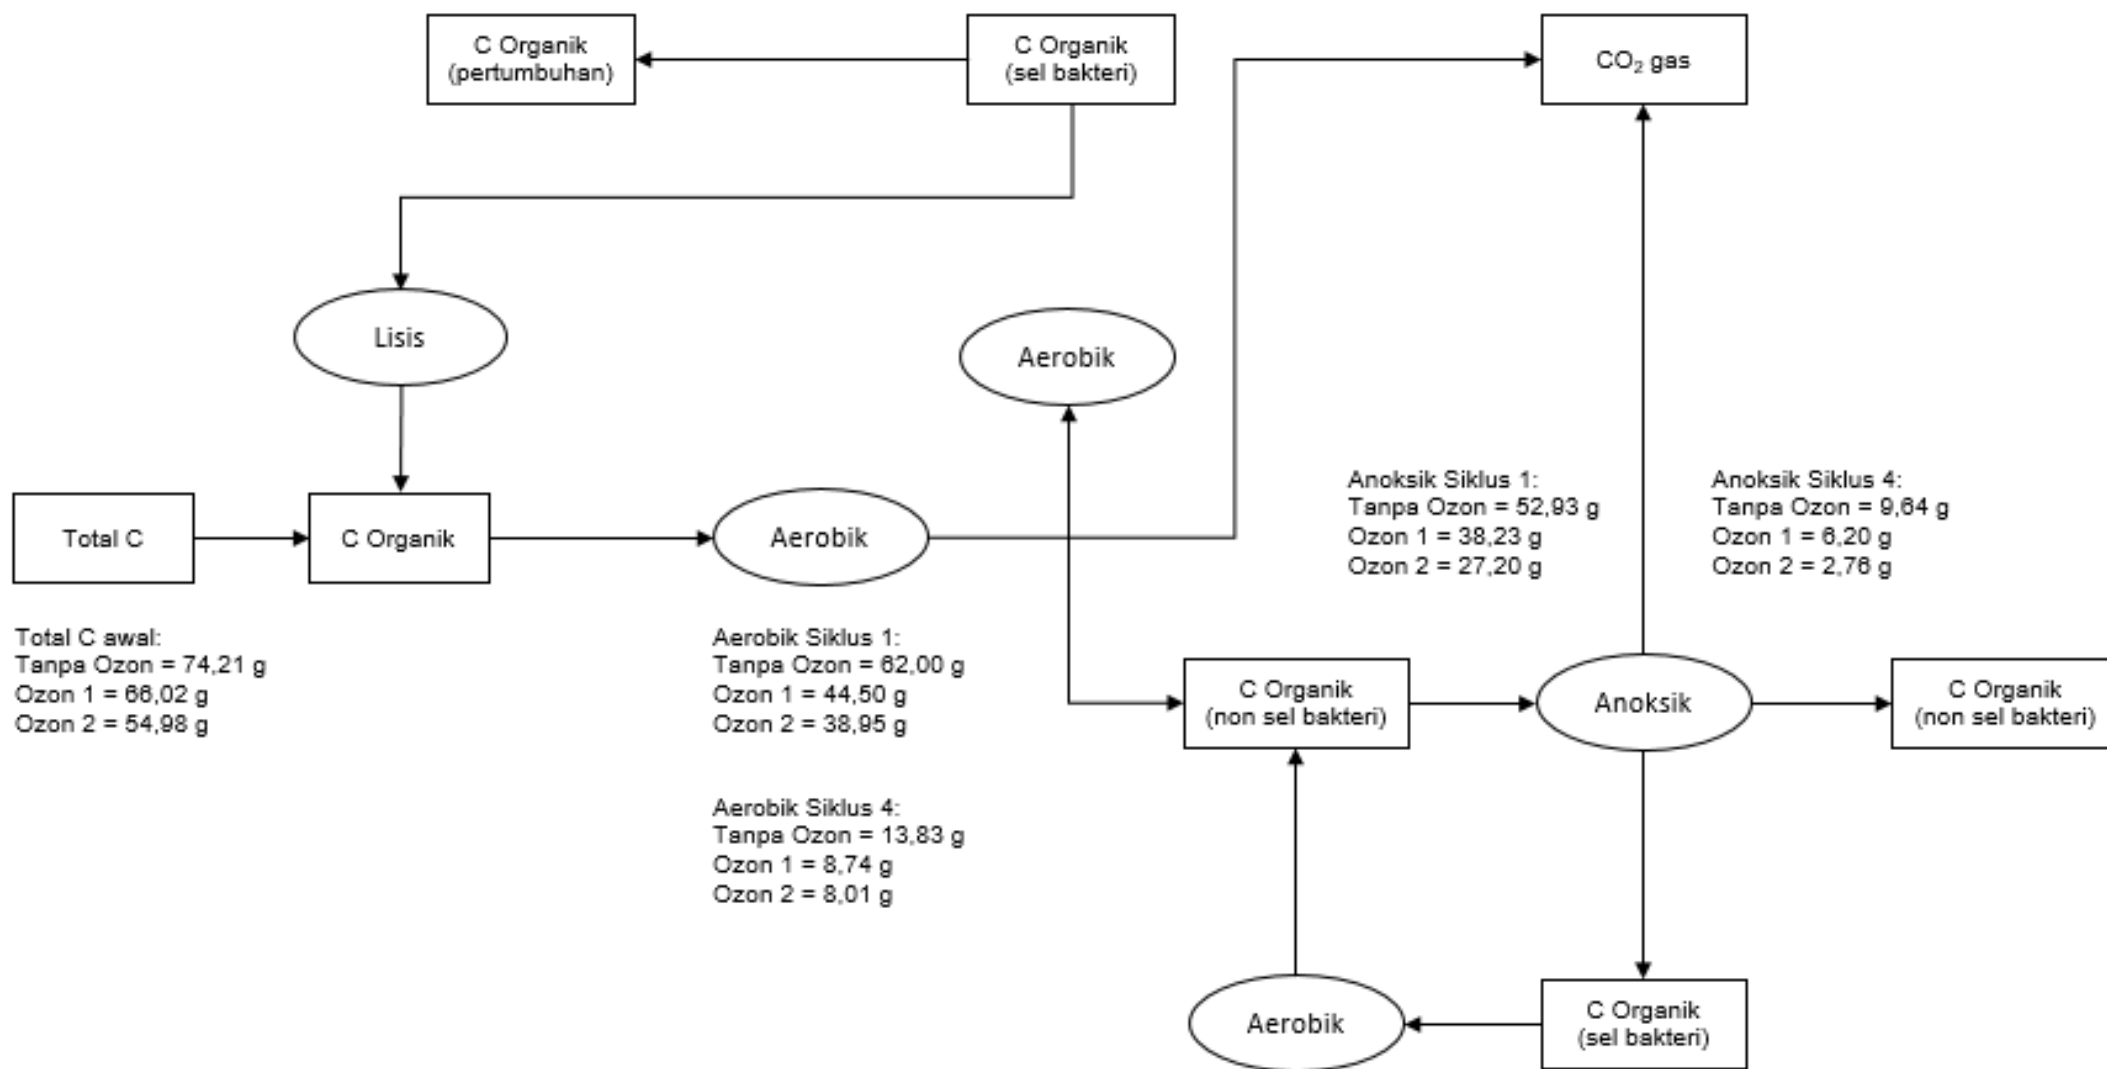 C Organik
(pertumbuhan)
C Organik
(sel bakteri)
CO₂ gas
Lisis
Aerobik
Total C
C Organik
Aerobik
Anoksik Siklus 1:
Tanpa Ozon = 52,93 g
Ozon 1 = 38,23 g
Ozon 2 = 27,20 g
Anoksik Siklus 4:
Tanpa Ozon = 9,64 g
Ozon 1 = 6,20 g
Ozon 2 = 2,76 g
Total C awal:
Tanpa Ozon = 74,21 g
Ozon 1 = 66,02 g
Ozon 2 = 54,98 g
Aerobik Siklus 1:
Tanpa Ozon = 62,00 g
Ozon 1 = 44,50 g
Ozon 2 = 38,95 g
C Organik
(non sel bakteri)
Anoksik
C Organik
(non sel bakteri)
Aerobik Siklus 4:
Tanpa Ozon = 13,83 g
Ozon 1 = 8,74 g
Ozon 2 = 8,01 g
Aerobik
C Organik
(sel bakteri)